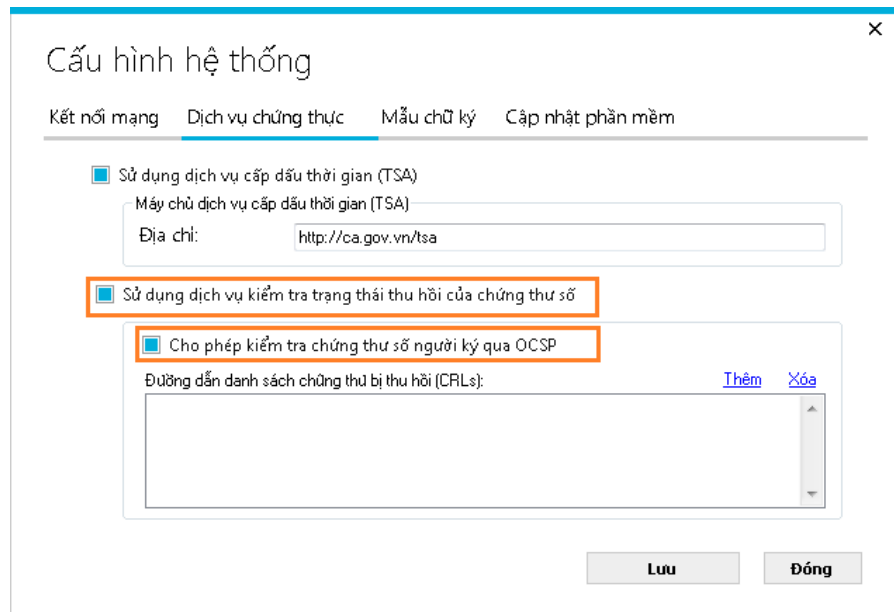 Cấu hình hệ thống
Kết nối mạng Dịch vụ chứng thực Mẫu chữ ký Cập nhật phần mềm
Sử dụng dịch vụ cấp dấu thời gian (TSA)
Máy chủ dịch vụ cấp dấu thời gian (TSA)
Địa chỉ: http://ca.gov.vn/tsa
Sử dụng dịch vụ kiểm tra trạng thái thu hồi của chứng thư số
Cho phép kiểm tra chứng thư số người ký qua OCSP
Đường dẫn danh sách chứng thư bị thu hồi (CRLs): Thêm Xóa
Lưu Đóng